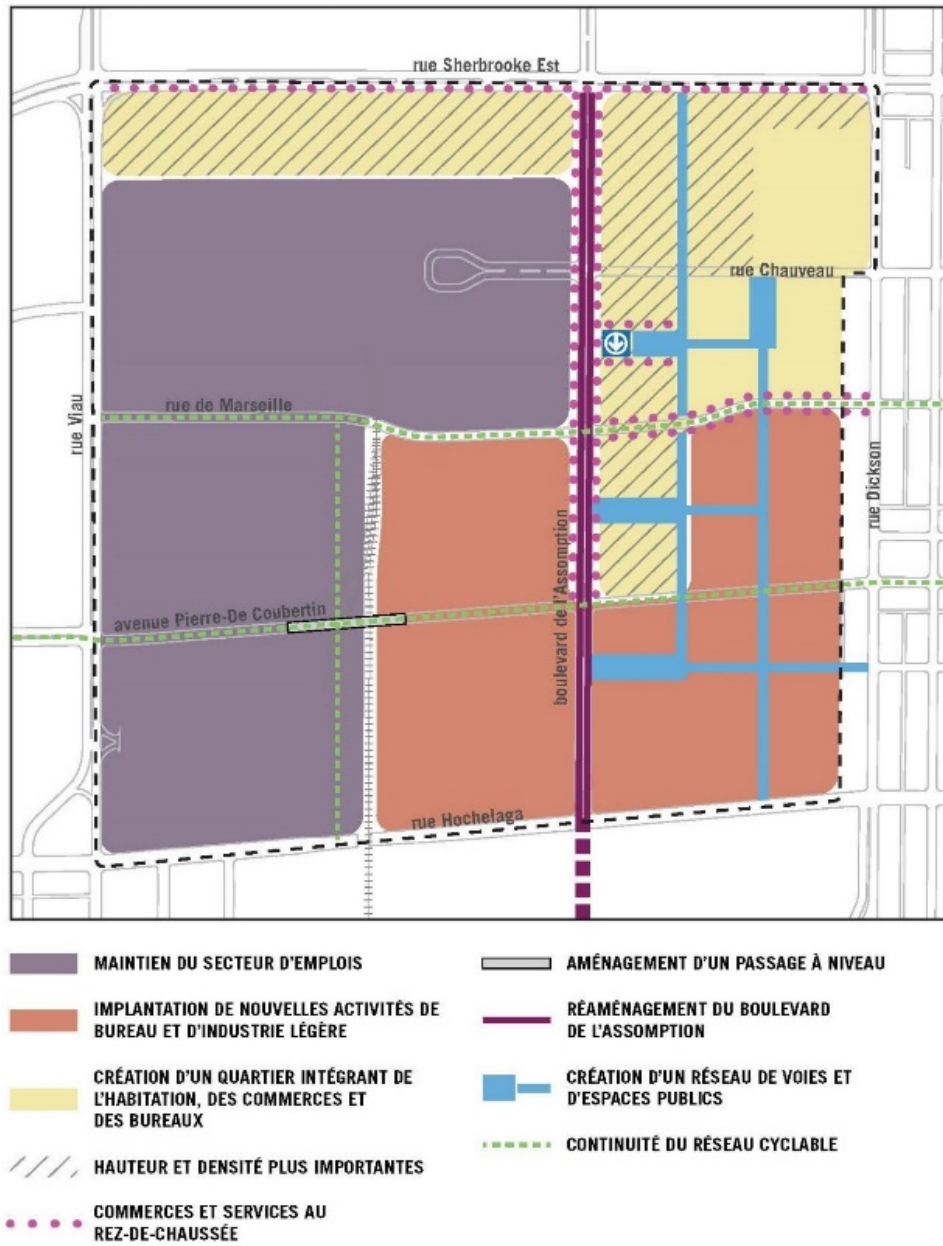 rue Sherbrooke Est
rue Chauveau
rue de Marseille
rue Viau
rue Dickson
boulevard de l'Assomption
avenue Pierre-De Coubertin
rue Hochelaga
MAINTIEN DU SECTEUR D'EMPLOIS
IMPLANTATION DE NOUVELLES ACTIVITÉS DE
BUREAU ET D'INDUSTRIE LÉGÈRE
CRÉATION D'UN QUARTIER INTÉGRANT DE
L'HABITATION, DES COMMERCES ET
DES BUREAUX
HAUTEUR ET DENSITÉ PLUS IMPORTANTES
COMMERCES ET SERVICES AU
REZ-DE-CHAUSSÉE
AMÉNAGEMENT D'UN PASSAGE À NIVEAU
RÉAMÉNAGEMENT DU BOULEVARD
DE L'ASSOMPTION
CRÉATION D'UN RÉSEAU DE VOIES ET
D'ESPACES PUBLICS
CONTINUITÉ DU RÉSEAU CYCLABLE